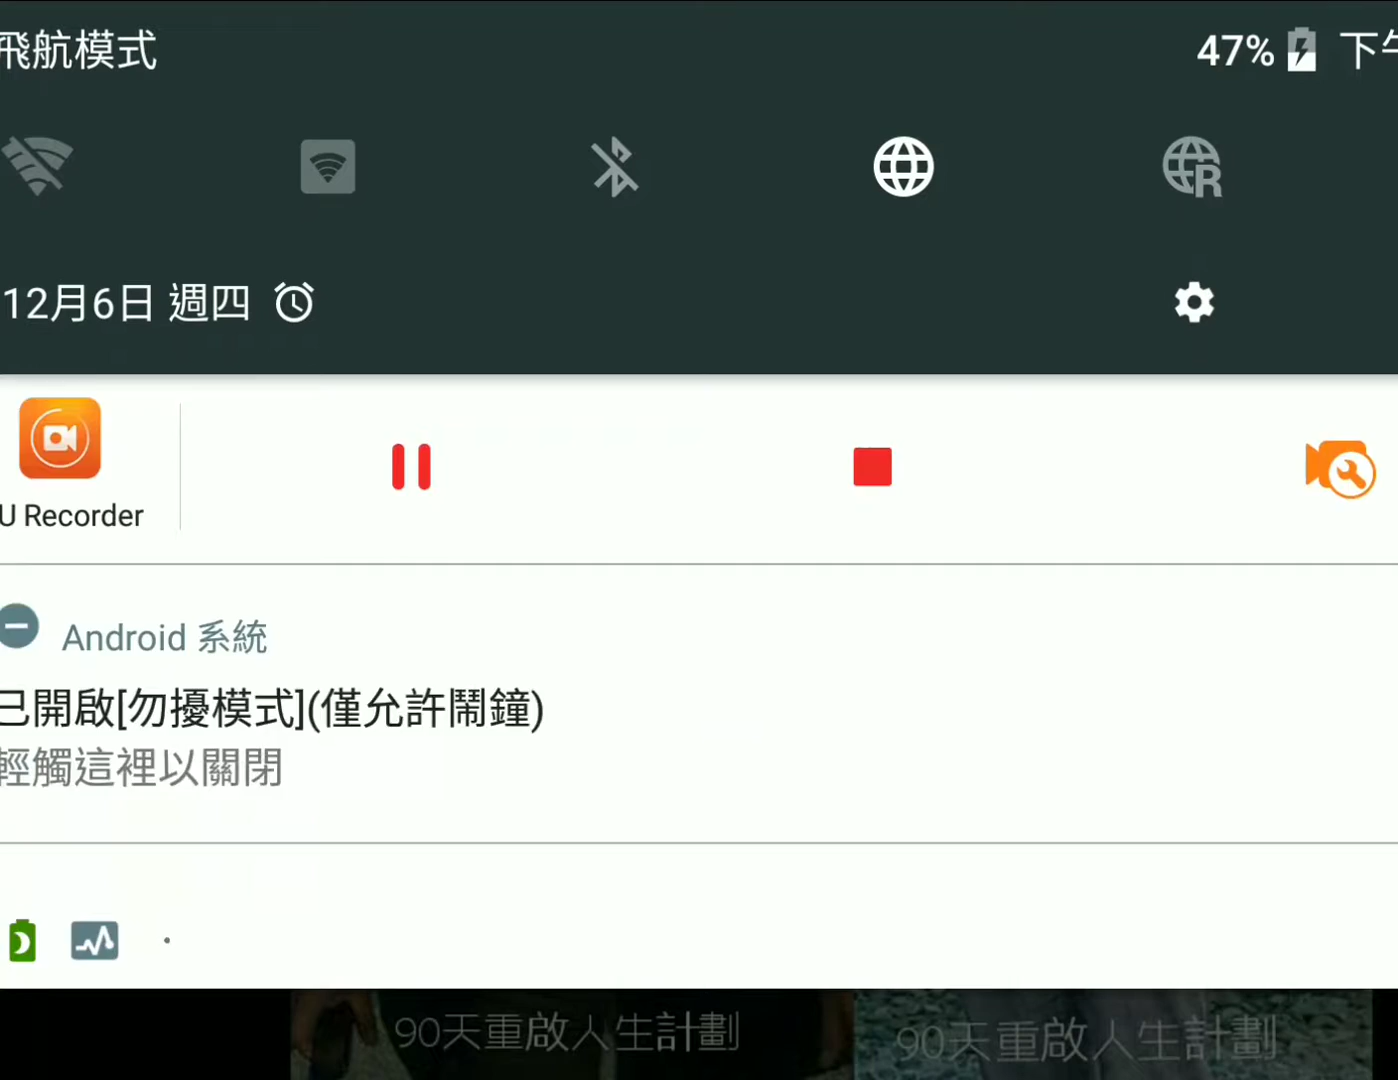 飛航模式
47%
下午
12月6日 週四
U Recorder
Android 系統
已開啟[勿擾模式](僅允許鬧鐘)
輕觸這裡以關閉
90天重啟人生計劃
90天重啟人生計劃